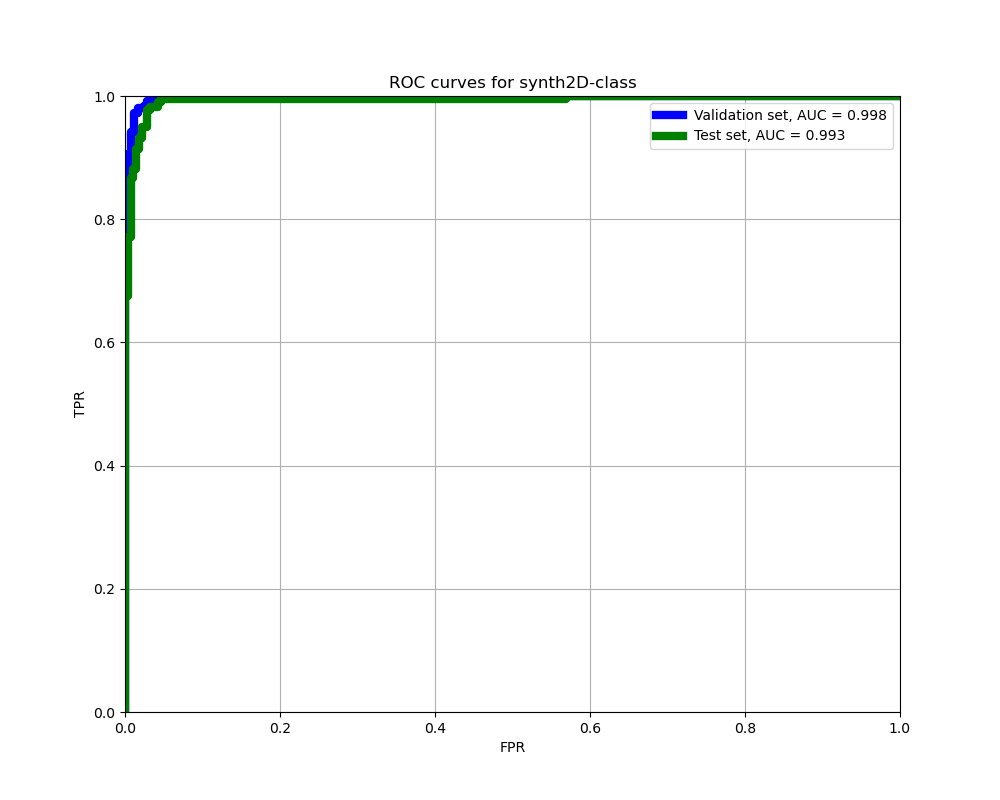 ROC curves for synth2D-class
1.0
Validation set, AUC = 0.998
Test set, AUC = 0.993
0.8
0.6
TPR
0.4
0.2
0.0
0.0 0.2 0.4 0.6 0.8 1.0
FPR